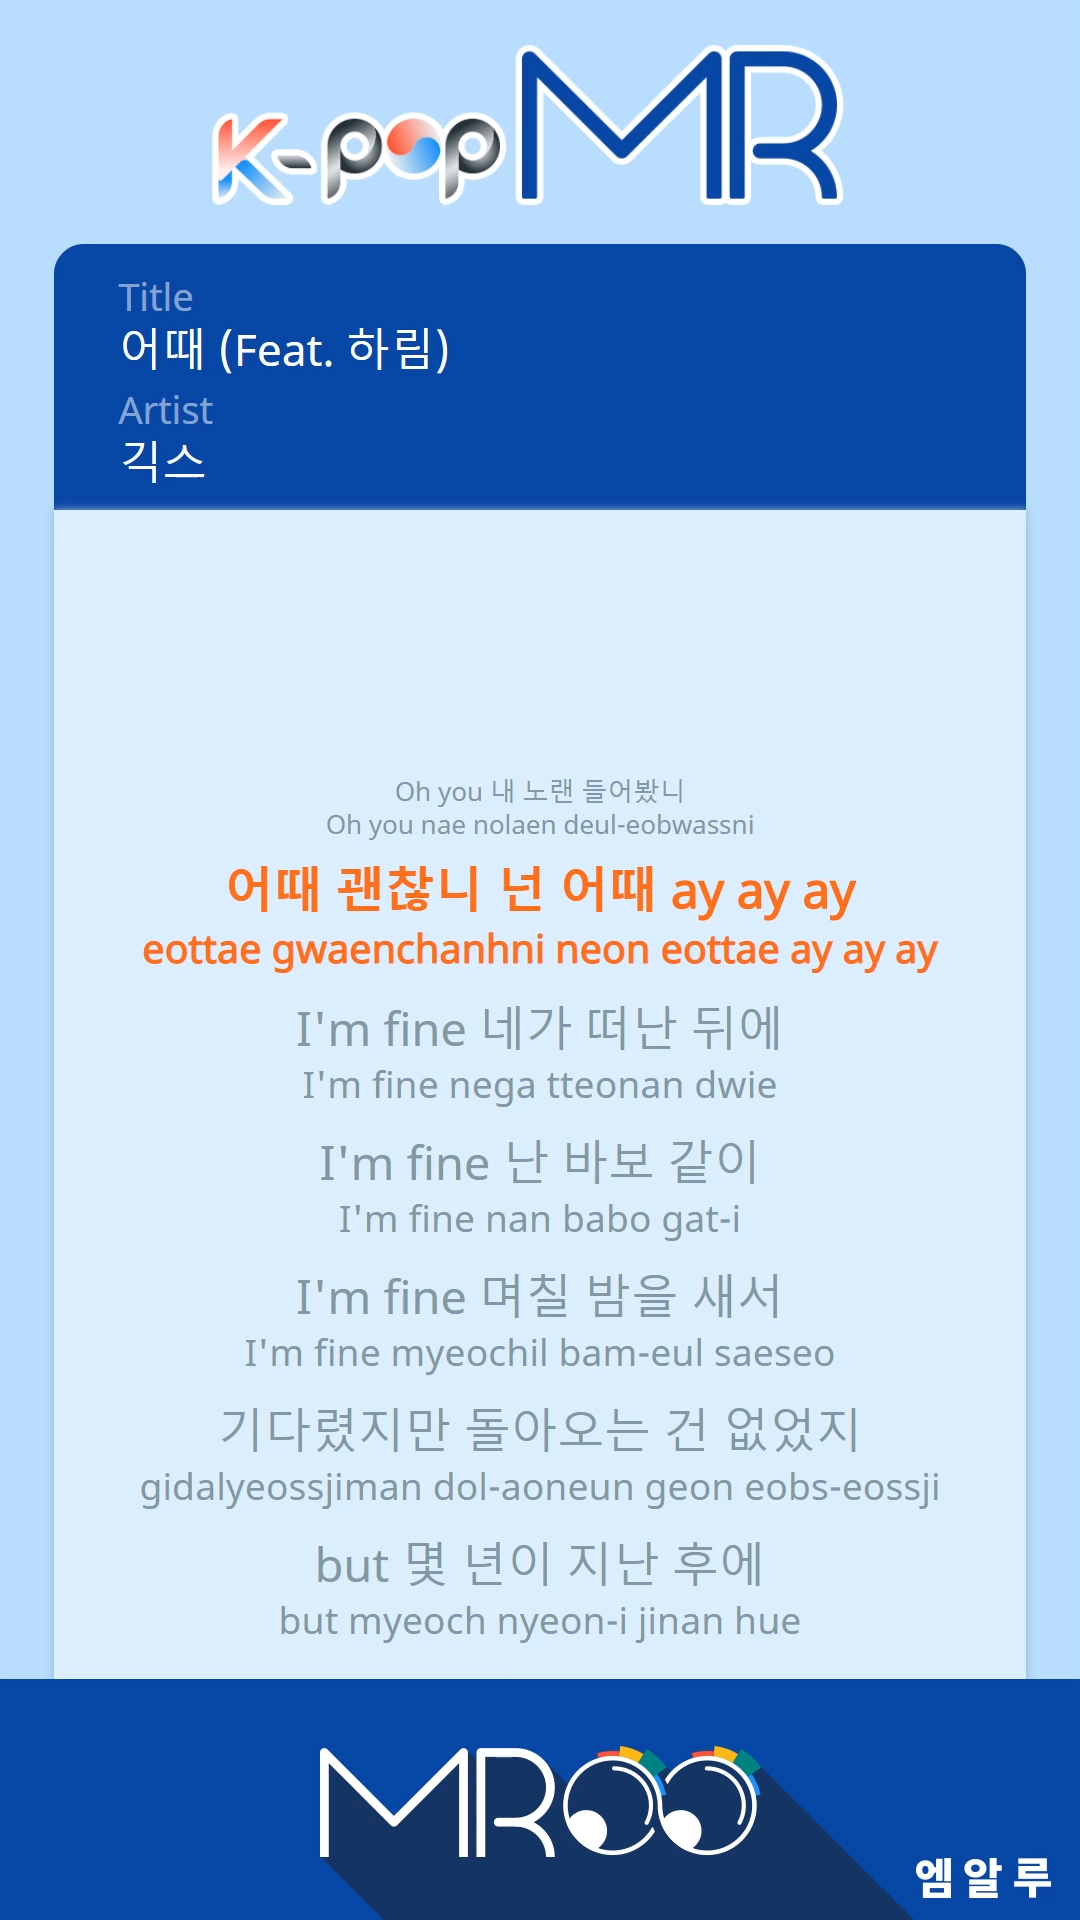 K-pop MR
Title
어때 (Feat. 하림)
Artist
긱스
Oh you 내 노랜 들어봤니
Oh you nae nolaen deul-eobwassni
어때 괜찮니 넌 어때 ay ay ay
eottae gwaenchanhni neon eottae ay ay ay
I'm fine 네가 떠난 뒤에
I'm fine nega tteonan dwie
I'm fine 난 바보 같이
I'm fine nan babo gat-i
I'm fine 며칠 밤을 새서
I'm fine myeochil bam-eul saeseo
기다렸지만 돌아오는 건 없었지
gidalyeossjiman dol-aoneun geon eobs-eossji
but 몇 년이 지난 후에
but myeoch nyeon-i jinan hue
MROO
엠알루